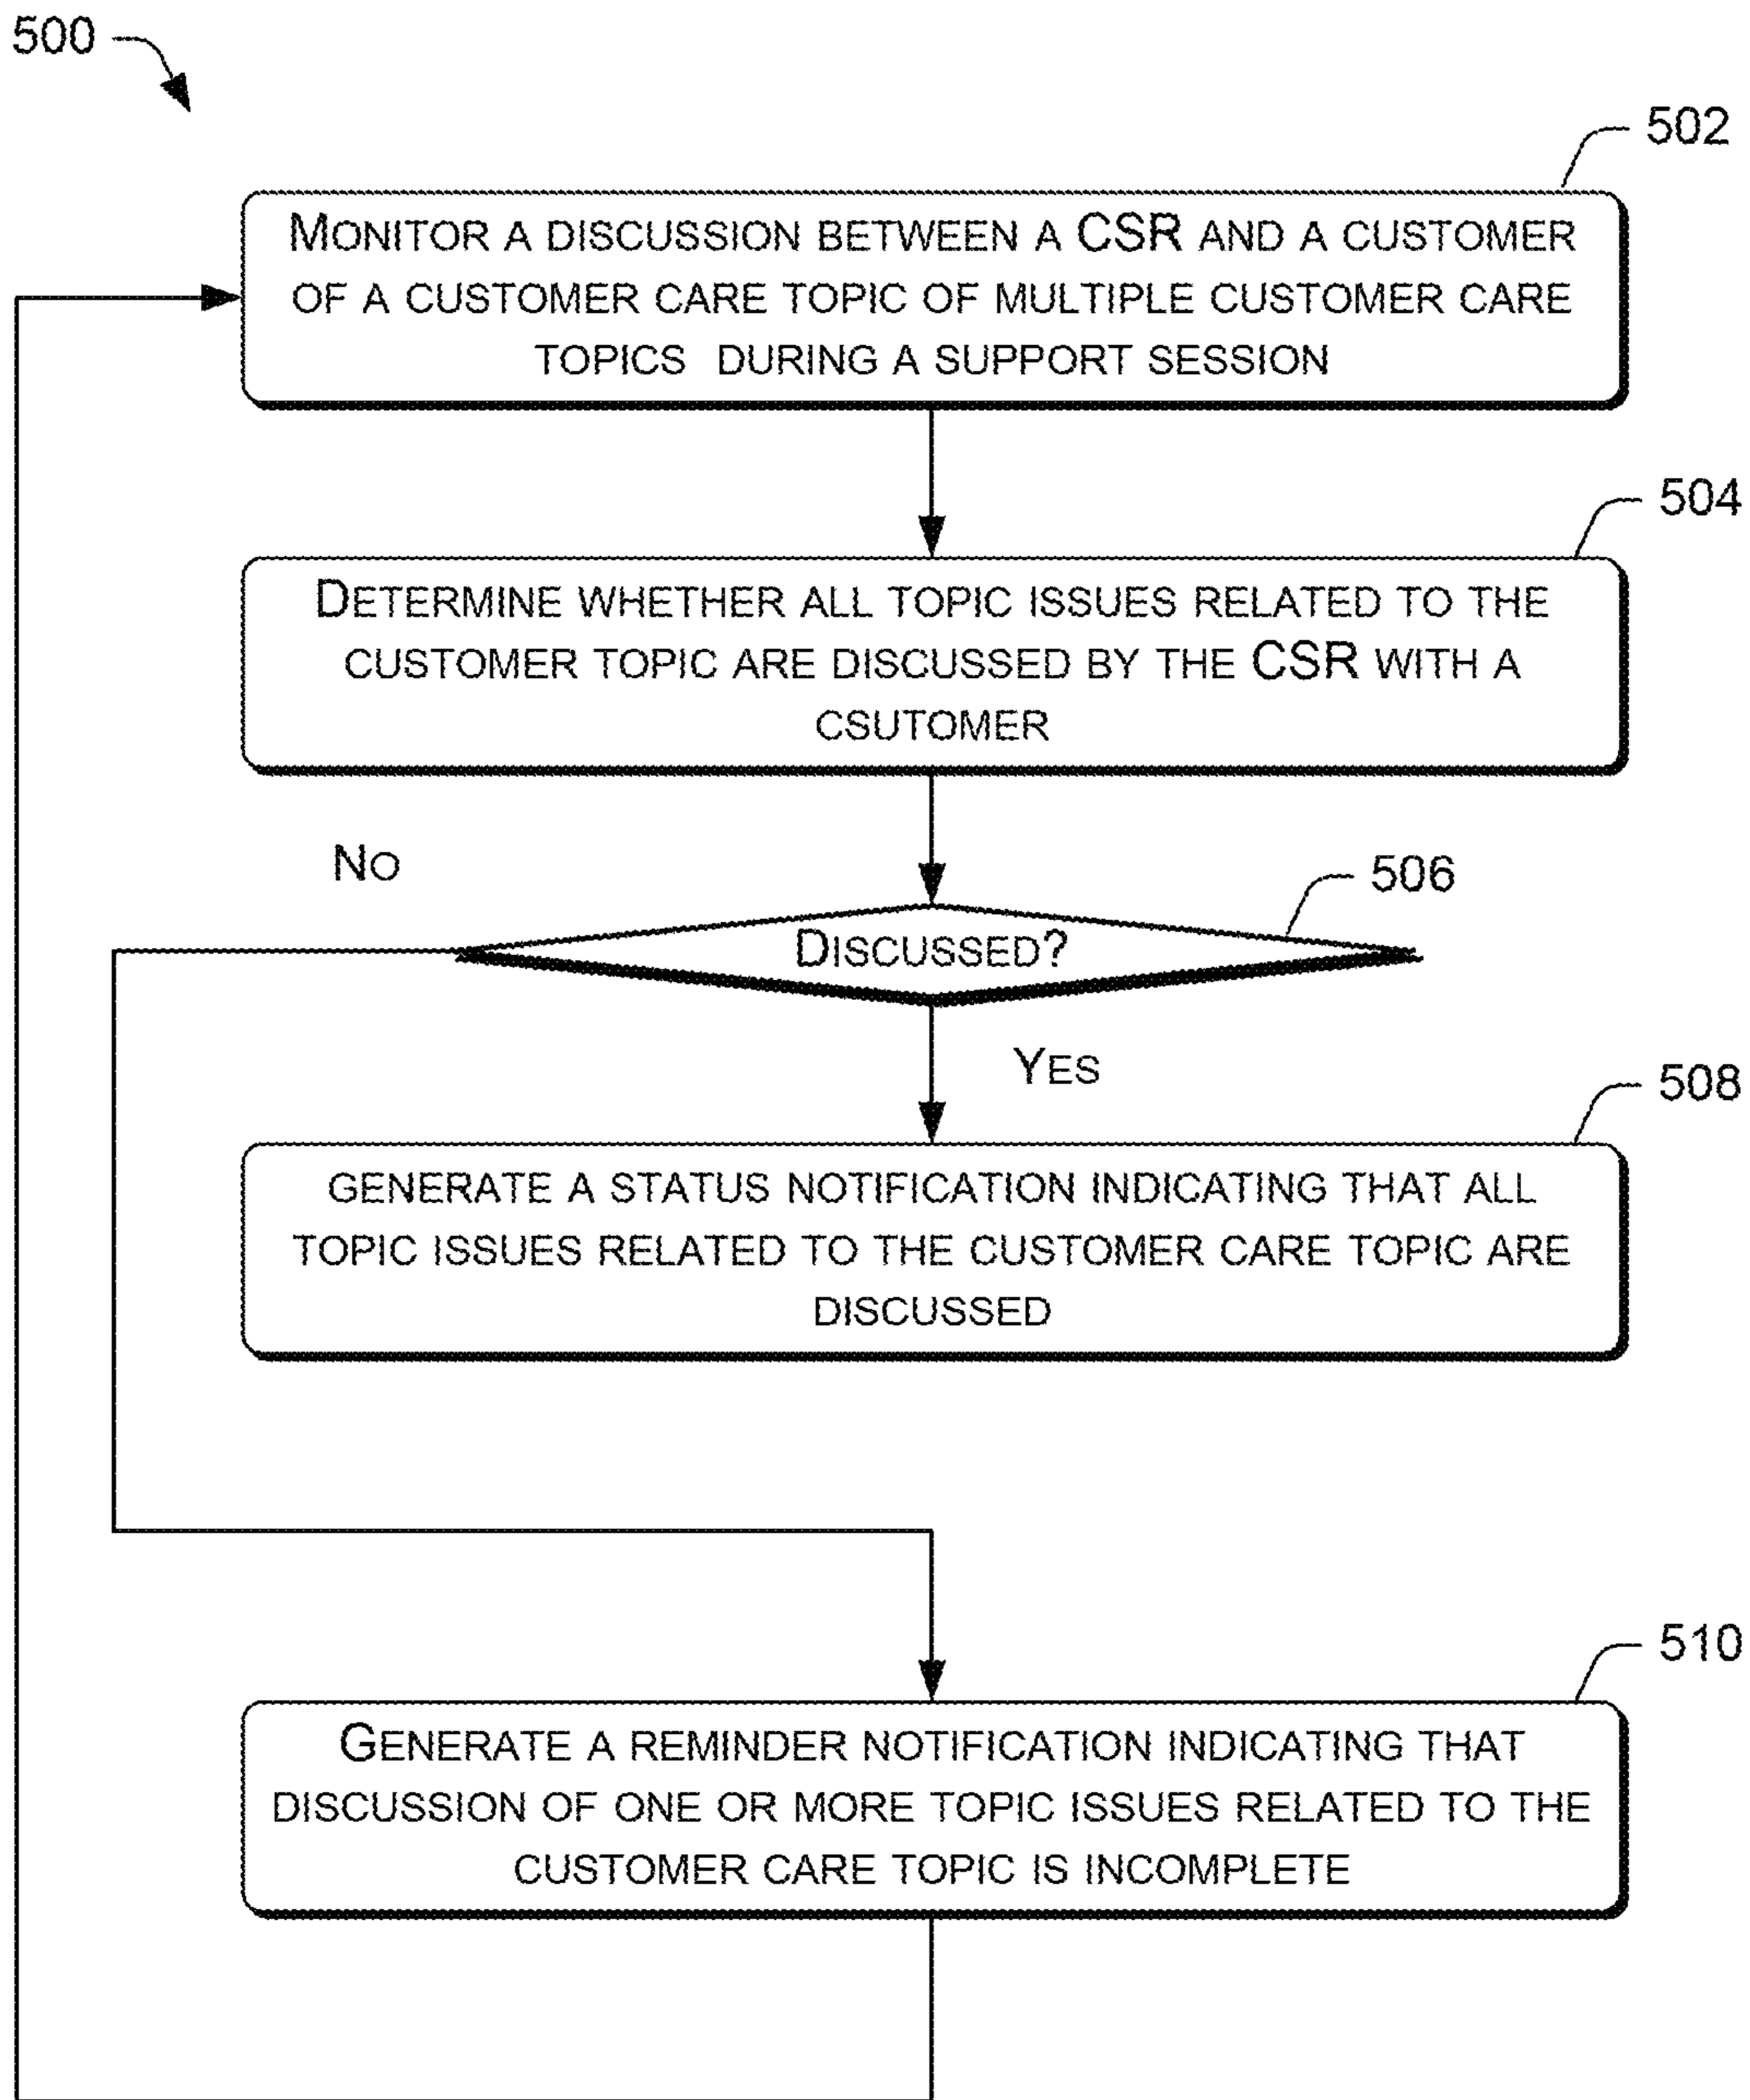 500
502
MONITOR A DISCUSSION BETWEEN A CSR AND A CUSTOMER
OF A CUSTOMER CARE TOPIC OF MULTIPLE CUSTOMER CARE
TOPICS DURING A SUPPORT SESSION
504
DETERMINE WHETHER ALL TOPIC ISSUES RELATED TO THE
CUSTOMER TOPIC ARE DISCUSSED BY THE CSR WITH A
CSUTOMER
NO
506
DISCUSSED?
YES
508
GENERATE A STATUS NOTIFICATION INDICATING THAT ALL
TOPIC ISSUES RELATED TO THE CUSTOMER CARE TOPIC ARE
DISCUSSED
510
GENERATE A REMINDER NOTIFICATION INDICATING THAT
DISCUSSION OF ONE OR MORE TOPIC ISSUES RELATED TO THE
CUSTOMER CARE TOPIC IS INCOMPLETE